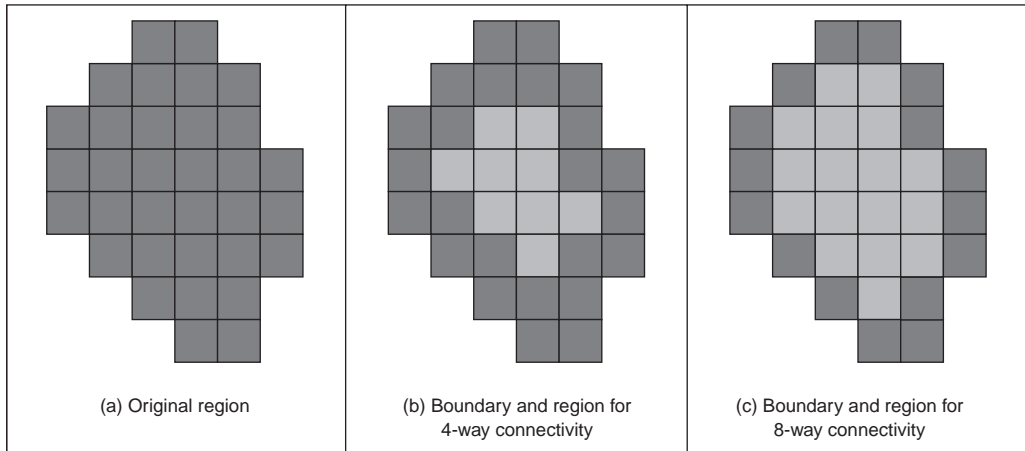 (a) Original region
(b) Boundary and region for
4-way connectivity
(c) Boundary and region for
8-way connectivity